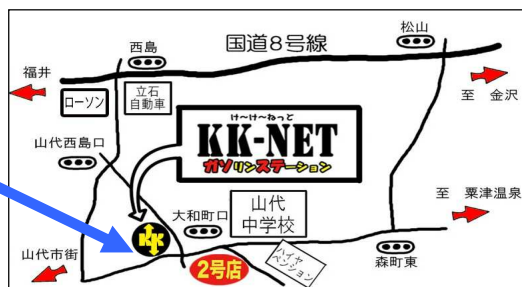 国道8号線
松山
西島
福井
ローソン
立石
自動車
至 金沢
け〜け〜ねっと
KK-NET
ガソリンステーション
山代西島口
至 粟津温泉
山代
中学校
大和町口
KK
2号店
ハイヤ
ペンション
森町東
山代市街